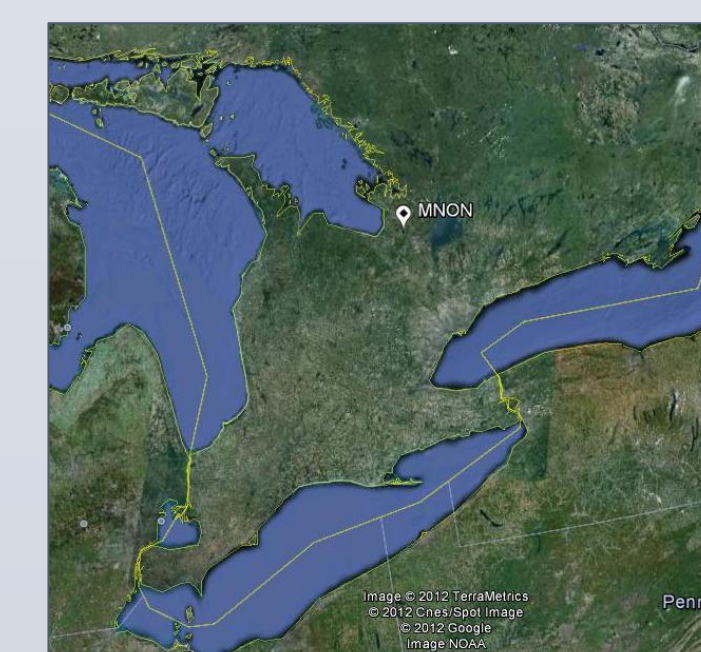 MNON
Penn
Image © 2012 TerraMetrics
© 2012 Cnes/Spot Image
© 2012 Google
Image NOAA